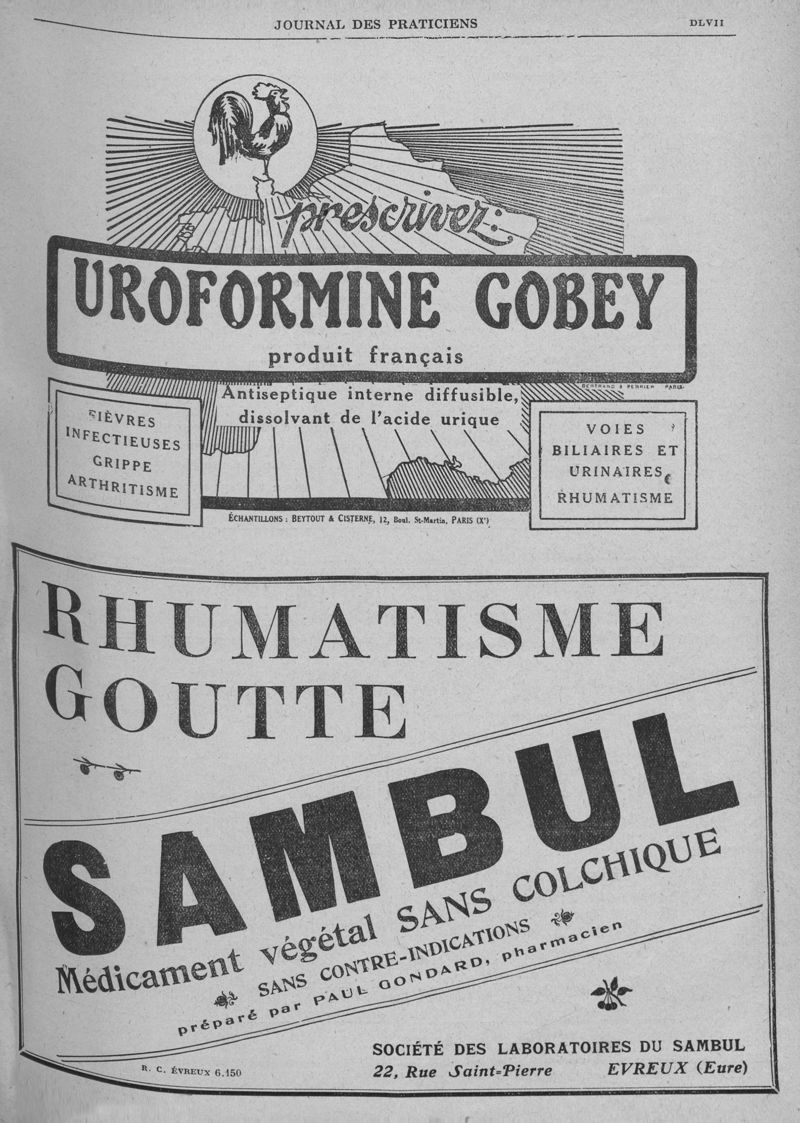 JOURNAL DES PRATICIENS
DLVII
prescrivez:
UROFORMINE GOBEY
produit français
BERTRAND & PERRIER PARIS.
Antiseptique interne diffusible,
dissolvant de l'acide urique
FIÈVRES
INFECTIEUSES
GRIPPE
ARTHRITISME
VOIES
BILIAIRES ET
URINAIRES
RHUMATISME
ÉCHANTILLONS : BEYTOUT & CISTERNE, 12, Boul. St-Martin, PARIS (Xe)
RHUMATISME
GOUTTE
SAMBUL
Médicament végétal SANS COLCHIQUE
SANS CONTRE-INDICATIONS
préparé par PAUL GONDARD, pharmacien
SOCIÉTÉ DES LABORATOIRES DU SAMBUL
R. C. ÉVREUX 6.150
22, Rue Saint-Pierre EVREUX (Eure)